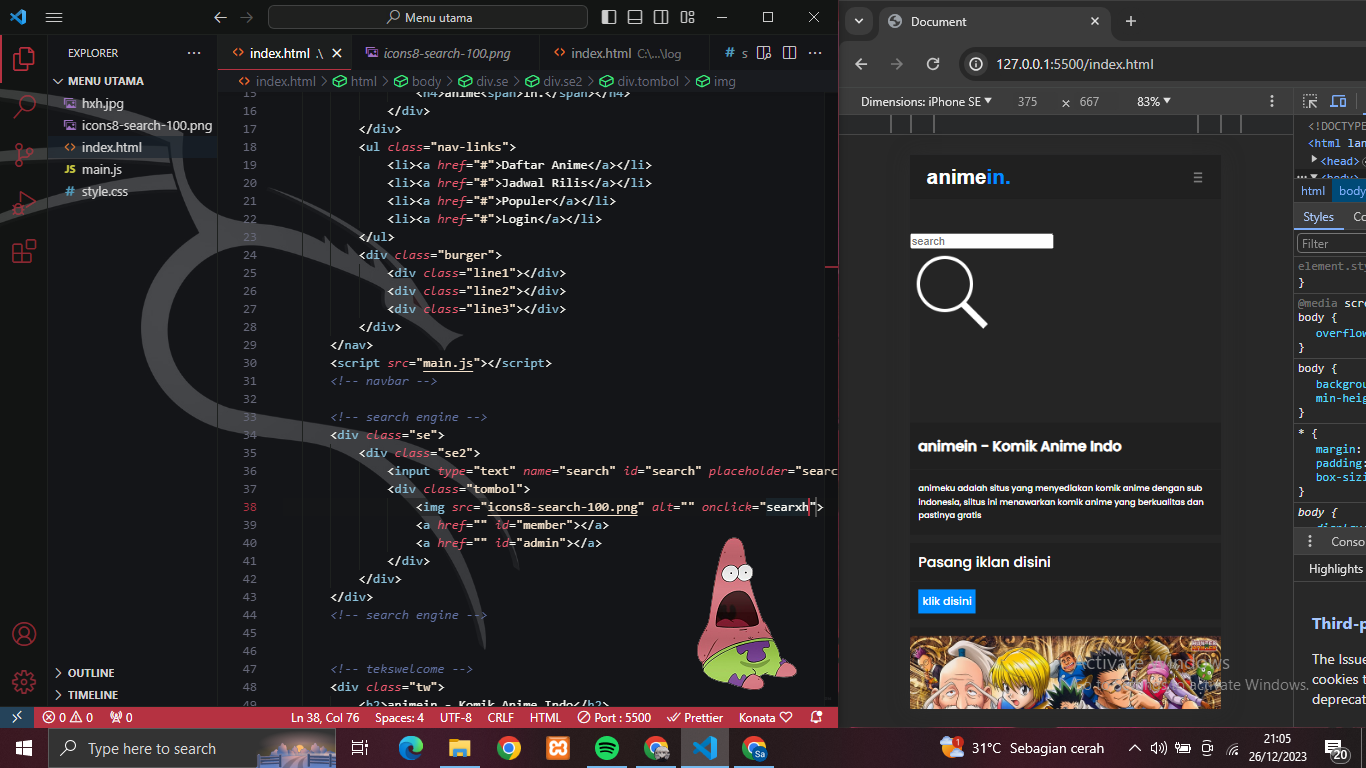 Menu utama
EXPLORER
MENU UTAMA
hxh.jpg
icons8-search-100.png
index.html
JS main.js
# style.css
OUTLINE
TIMELINE
index.html .\
icons8-search-100.png
index.html C:\...\log
# s
index.html > html > body > div.se > div.se2 > div.tombol > img
15 <h4>anime<span>in.</span></h4>
16 </div>
17 </div>
18 <ul class="nav-links">
19 <li><a href="#">Daftar Anime</a></li>
20 <li><a href="#">Jadwal Rilis</a></li>
21 <li><a href="#">Populer</a></li>
22 <li><a href="#">Login</a></li>
23 </ul>
24 <div class="burger">
25 <div class="line1"></div>
26 <div class="line2"></div>
27 <div class="line3"></div>
28 </div>
29 </nav>
30 <script src="main.js"></script>
31 <!-- navbar -->
32
33 <!-- search engine -->
34 <div class="se">
35 <div class="se2">
36 <input type="text" name="search" id="search" placeholder="searc
37 <div class="tombol">
38 <img src="icons8-search-100.png" alt="" onclick="searxh">
39 <a href="" id="member"></a>
40 <a href="" id="admin"></a>
41 </div>
42 </div>
43 </div>
44 <!-- search engine -->
45
46
47 <!-- tekswelcome -->
48 <div class="tw">
49 <h2>animein - Komik Anime Indo</h2>
0 0 0
Ln 38, Col 76
Spaces: 4
UTF-8
CRLF
HTML
Port : 5500
Prettier
Konata
Document
127.0.0.1:5500/index.html
Dimensions: iPhone SE
375
×
667
83%
animein.
search
animein - Komik Anime Indo
animeku adalah situs yang menyediakan komik anime dengan sub
indonesia, siitus ini menawarkan komik anime yang berkualitas dan
pastinya gratis
Pasang iklan disini
klik disini
Activate Windows
to activate Windows.
<!DOCTYPE
<html lan
<head>
<body>
html
body
Styles
Co
Filter
element.sty
}
@media scre
body {
overflow
}
body {
backgrou
min-heig
}
* {
margin:
padding:
box-sizi
}
body {
Conso
Highlights
Third-p
The Issue
cookies t
deprecat
Type here to search
31°C Sebagian cerah
21:05
26/12/2023
20
Sa